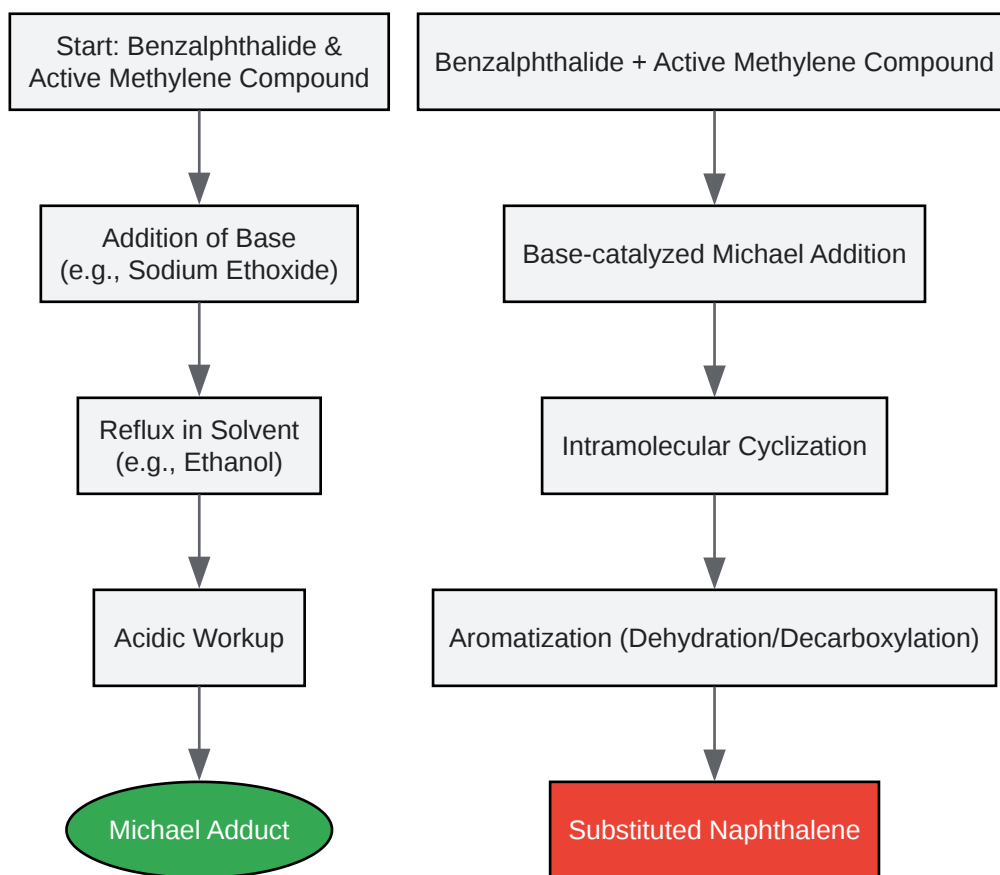 Start: Benzalphthalide &
Active Methylene Compound
Addition of Base
(e.g., Sodium Ethoxide)
Reflux in Solvent
(e.g., Ethanol)
Acidic Workup
Michael Adduct
Benzalphthalide + Active Methylene Compound
Base-catalyzed Michael Addition
Intramolecular Cyclization
Aromatization (Dehydration/Decarboxylation)
Substituted Naphthalene